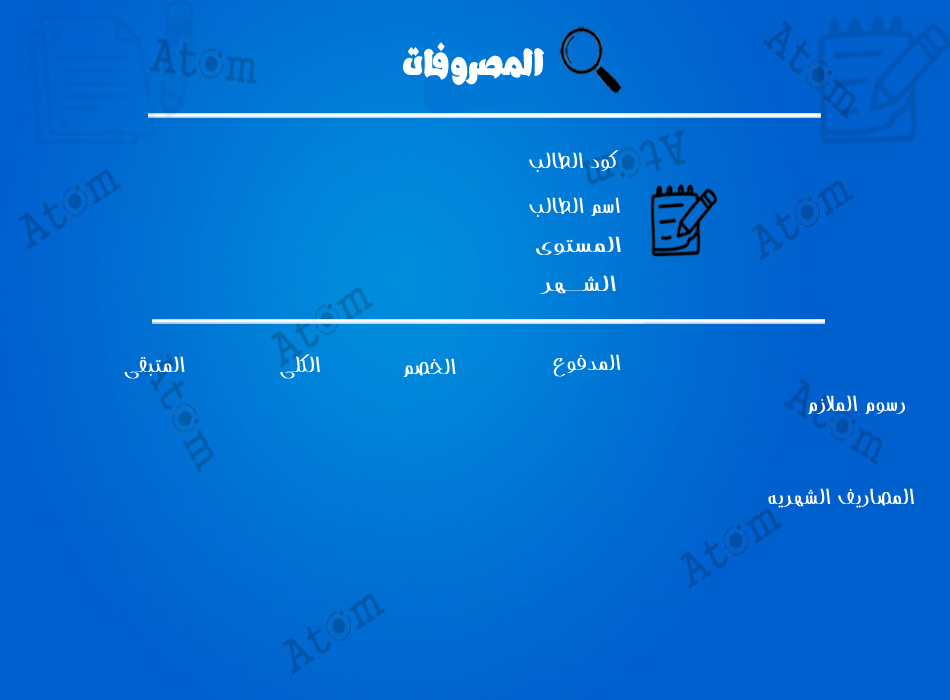 المصروفات
Atom
Atom
كود الطالب
Atom
اسم الطالب
Atom
Atom
المستوى
الشـــهر
Atom
المدفوع
الخصم
الكلى
المتبقى
رسوم الملازم
Atom
Atom
المصاريف الشهريه
Atom
Atom